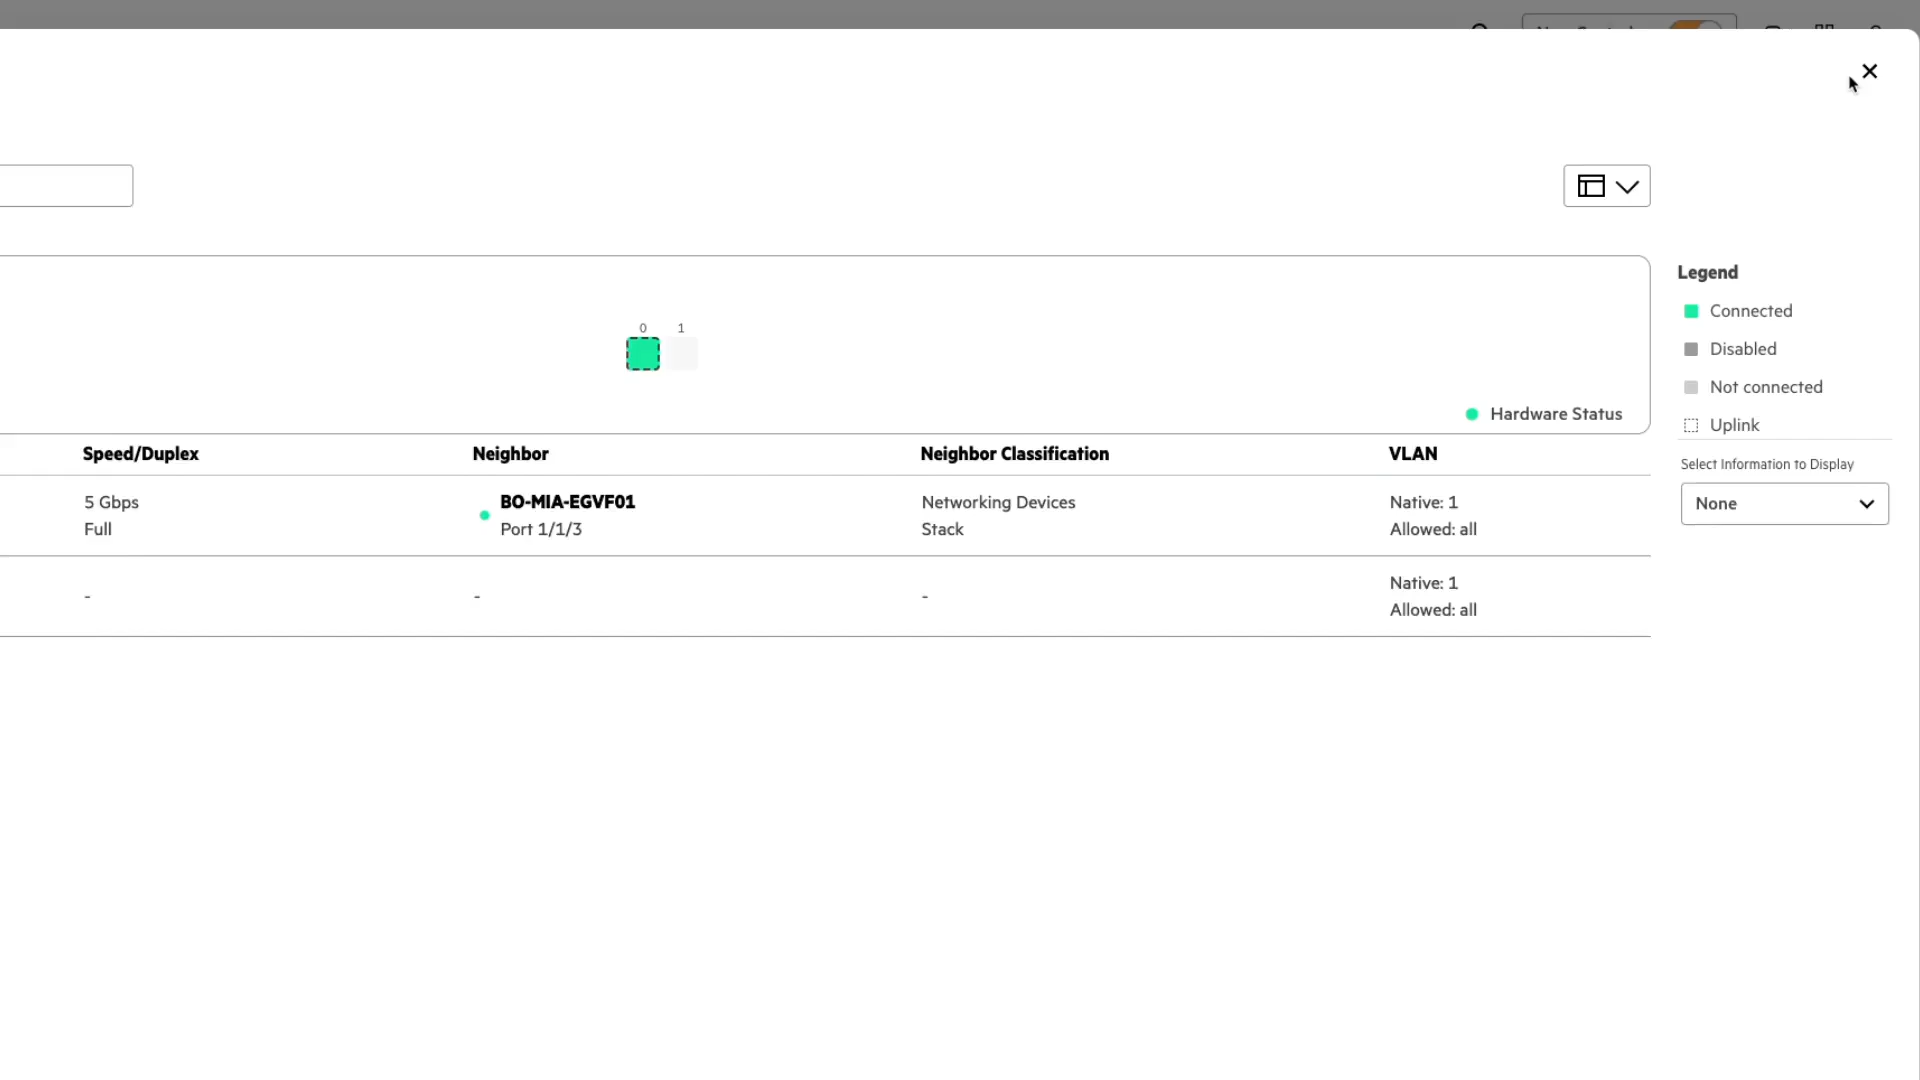 Legend
Connected
0 1
Disabled
Not connected
Hardware Status
Uplink
Speed/Duplex Neighbor Neighbor Classification VLAN
Select Information to Display
5 Gbps BO-MIA-EGVF01 Networking Devices Native: 1
None
Full Port 1/1/3 Stack Allowed: all
- - - Native: 1
Allowed: all